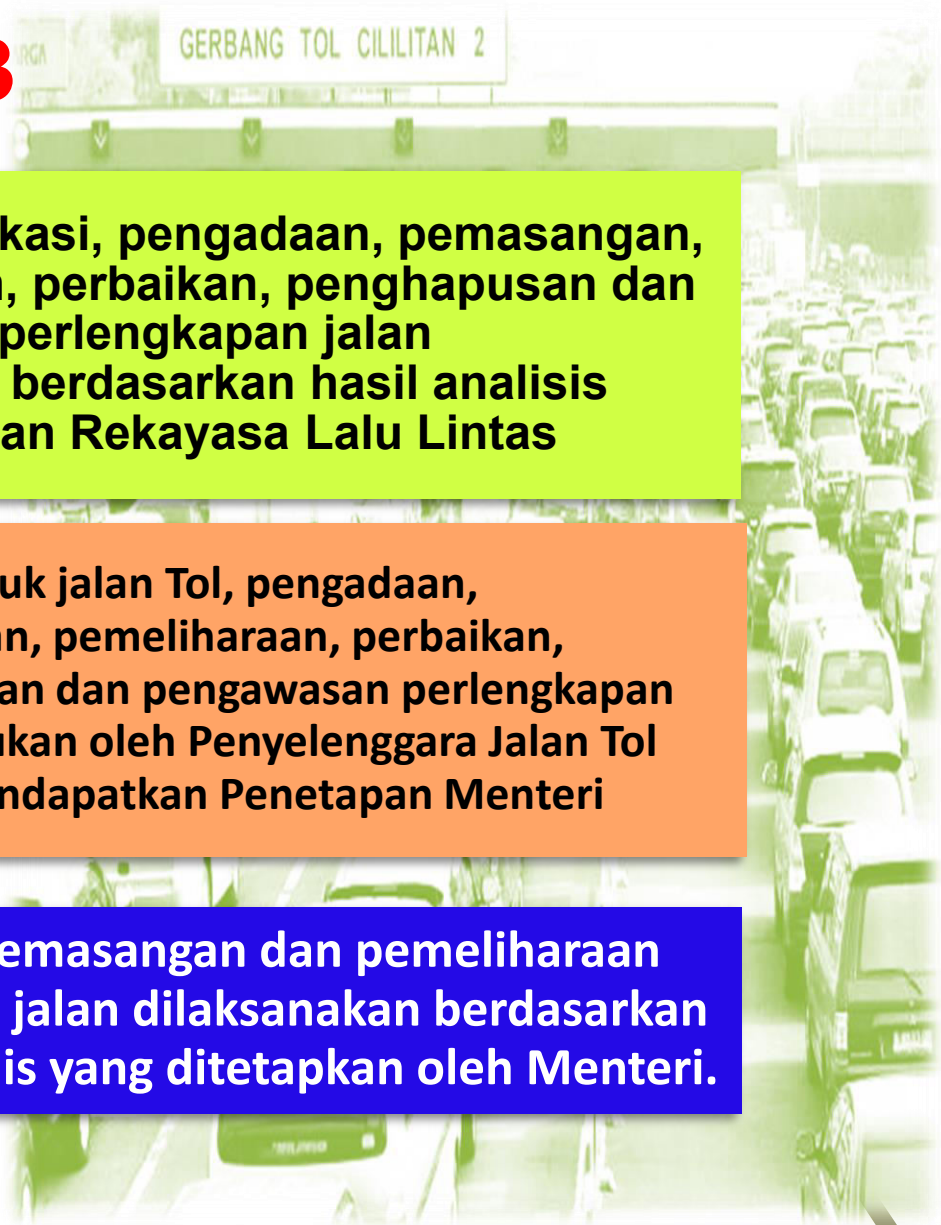 RGA
GERBANG TOL CILILITAN 2
kasi, pengadaan, pemasangan,
, perbaikan, penghapusan dan
perlengkapan jalan
berdasarkan hasil analisis
an Rekayasa Lalu Lintas
uk jalan Tol, pengadaan,
an, pemeliharaan, perbaikan,
an dan pengawasan perlengkapan
ukan oleh Penyelenggara Jalan Tol
ndapatkan Penetapan Menteri
emasangan dan pemeliharaan
jalan dilaksanakan berdasarkan
is yang ditetapkan oleh Menteri.